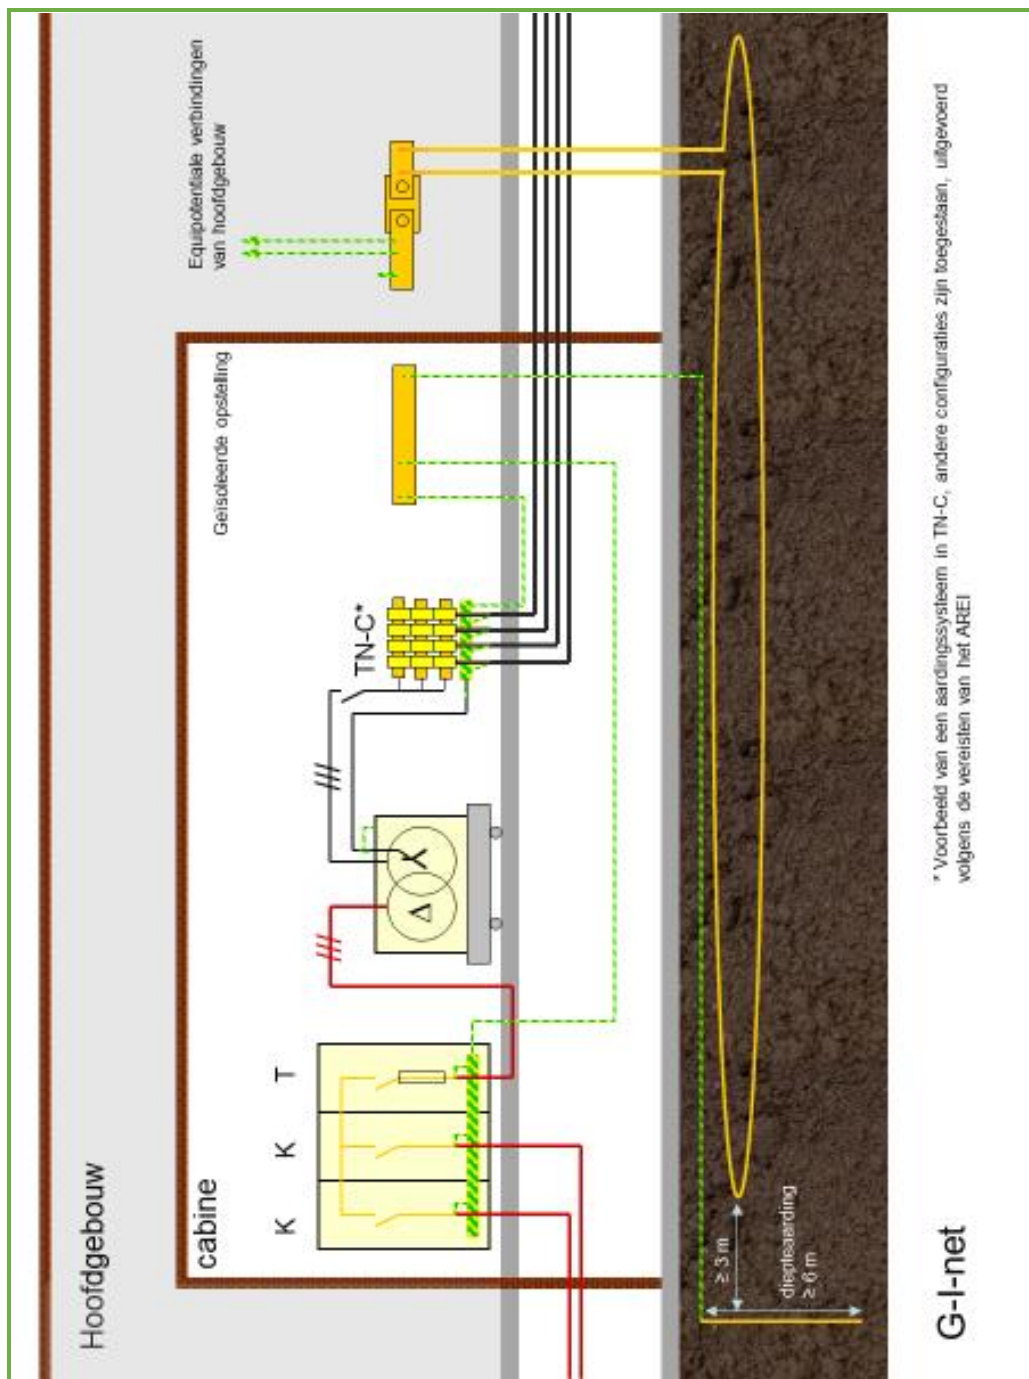 Hoofdgebouw
Equipotentiale verbindingen
van hoofdgebouw
cabine
Geïsoleerde opstelling
K
K
T
TN-C*
≥ 3 m
diepteaarding
≥ 6 m
G-I-net
* Voorbeeld van een aardingssysteem in TN-C, andere configuraties zijn toegestaan, uitgevoerd
volgens de vereisten van het AREI